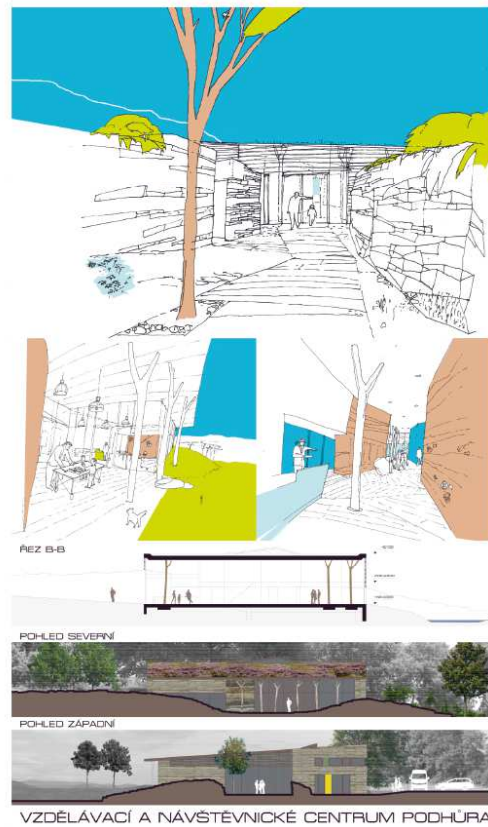 ŘEZ B-B
POHLED SEVERNÍ
POHLED ZÁPADNÍ
VZDĚLÁVACÍ A NÁVŠTĚVNICKÉ CENTRUM PODHŮRA